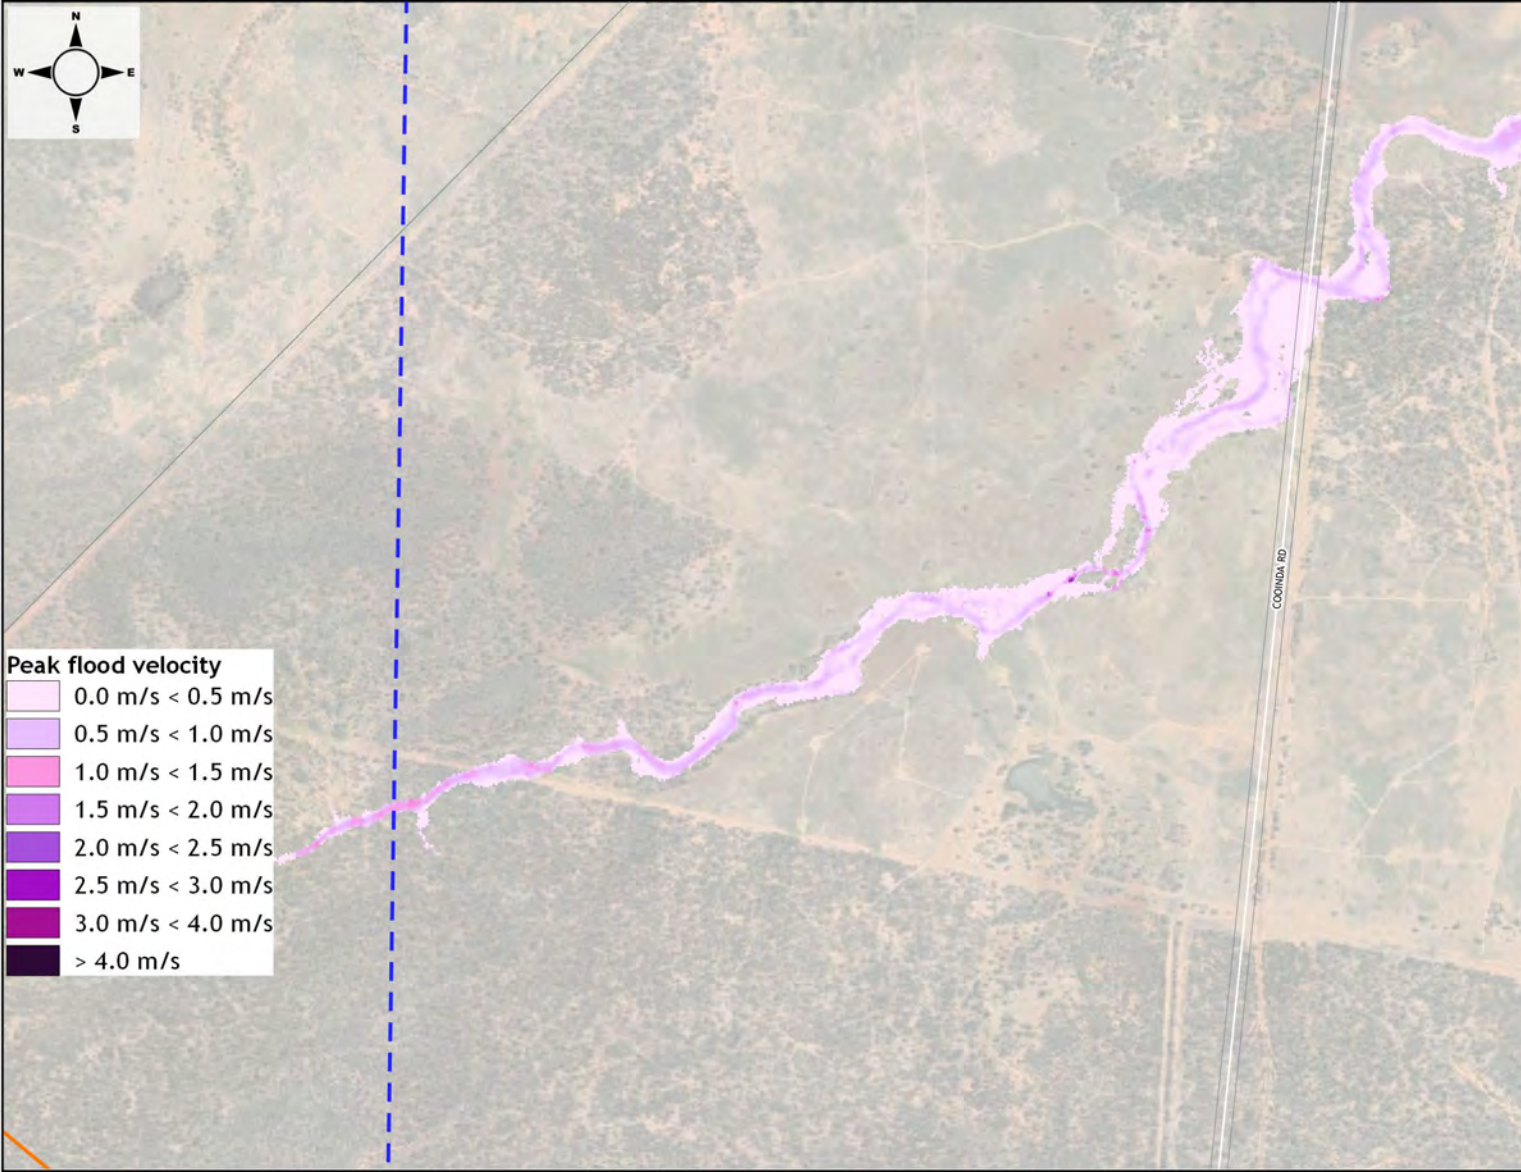 N
W E
S
COOINDA RD
Peak flood velocity
0.0 m/s < 0.5 m/s
0.5 m/s < 1.0 m/s
1.0 m/s < 1.5 m/s
1.5 m/s < 2.0 m/s
2.0 m/s < 2.5 m/s
2.5 m/s < 3.0 m/s
3.0 m/s < 4.0 m/s
> 4.0 m/s